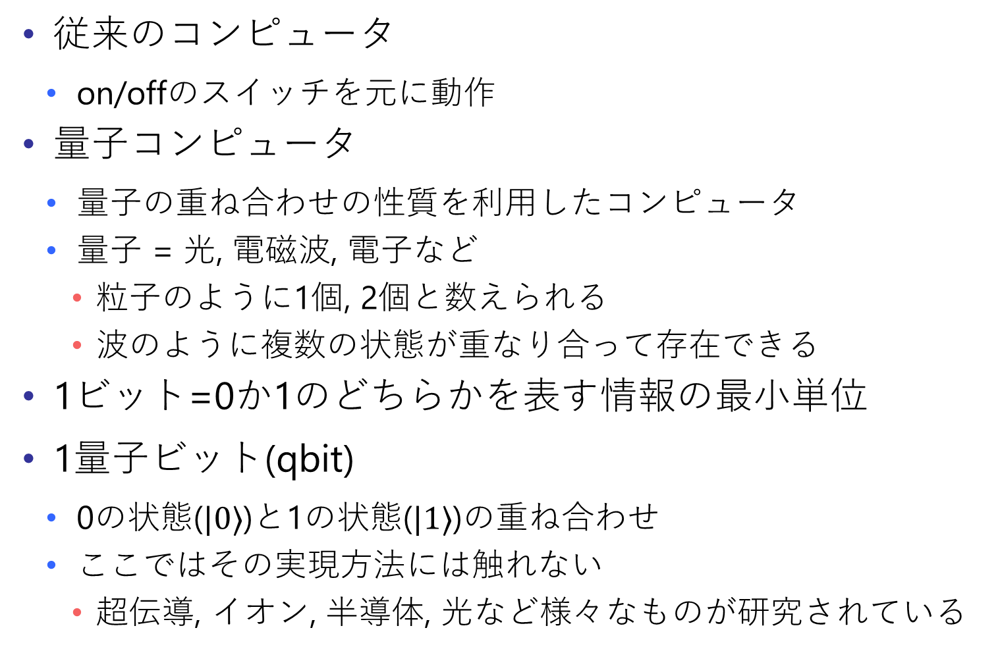 • 従来のコンピュータ
• on/offのスイッチを元に動作
• 量子コンピュータ
• 量子の重ね合わせの性質を利用したコンピュータ
• 量子 = 光, 電磁波, 電子など
• 粒子のように1個, 2個と数えられる
• 波のように複数の状態が重なり合って存在できる
• 1ビット=0か1のどちらかを表す情報の最小単位
• 1量子ビット(qbit)
• 0の状態(|0⟩)と1の状態(|1⟩)の重ね合わせ
• ここではその実現方法には触れない
• 超伝導, イオン, 半導体, 光など様々なものが研究されている